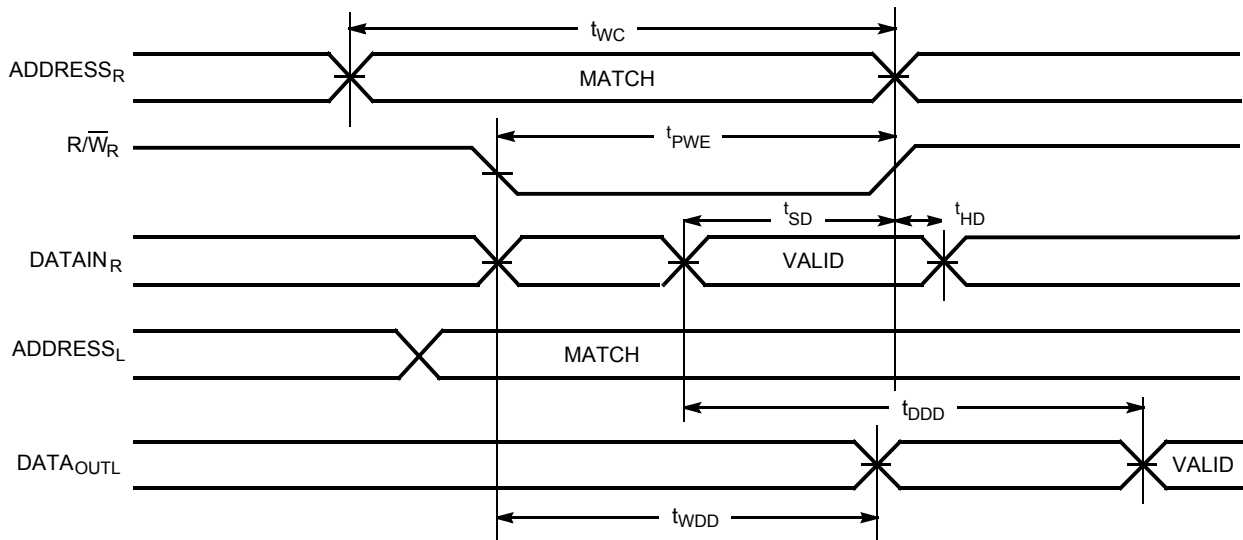 tWC
ADDRESSR
MATCH
tPWE
R/W̅R
tSD
tHD
DATAINR
VALID
ADDRESSL
MATCH
tDDD
DATAOUTL
VALID
tWDD